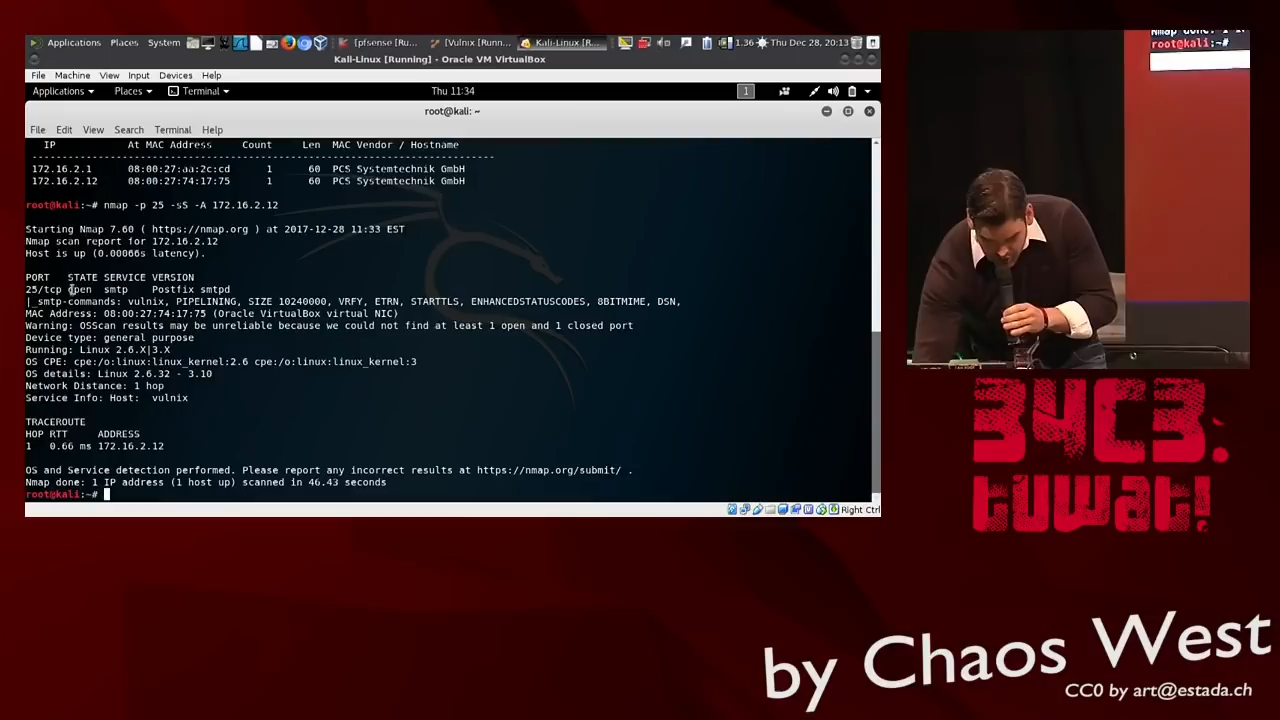 Applications Places System [pfsense [Ru... [Vulnix [Runn... Kali-Linux [R... 1.36 Thu Dec 28, 20:13
Kali-Linux [Running] - Oracle VM VirtualBox
File Machine View Input Devices Help
Applications Places Terminal Thu 11:34 1
root@kali: ~
File Edit View Search Terminal Help
IP At MAC Address Count Len MAC Vendor / Hostname
-----------------------------------------------------------------------------
172.16.2.1 08:00:27:aa:2c:cd 1 60 PCS Systemtechnik GmbH
172.16.2.12 08:00:27:74:17:75 1 60 PCS Systemtechnik GmbH
root@kali:~# nmap -p 25 -sS -A 172.16.2.12
Starting Nmap 7.60 ( https://nmap.org ) at 2017-12-28 11:33 EST
Nmap scan report for 172.16.2.12
Host is up (0.00066s latency).
PORT STATE SERVICE VERSION
25/tcp open smtp Postfix smtpd
|_smtp-commands: vulnix, PIPELINING, SIZE 10240000, VRFY, ETRN, STARTTLS, ENHANCEDSTATUSCODES, 8BITMIME, DSN,
MAC Address: 08:00:27:74:17:75 (Oracle VirtualBox virtual NIC)
Warning: OSScan results may be unreliable because we could not find at least 1 open and 1 closed port
Device type: general purpose
Running: Linux 2.6.X|3.X
OS CPE: cpe:/o:linux:linux_kernel:2.6 cpe:/o:linux:linux_kernel:3
OS details: Linux 2.6.32 - 3.10
Network Distance: 1 hop
Service Info: Host: vulnix
TRACEROUTE
HOP RTT ADDRESS
1 0.66 ms 172.16.2.12
OS and Service detection performed. Please report any incorrect results at https://nmap.org/submit/ .
Nmap done: 1 IP address (1 host up) scanned in 46.43 seconds
root@kali:~#
Right Ctrl
Nmap done: 1
root@kali:~#
34C3:
tuwat!
by Chaos West
CC0 by art@estada.ch